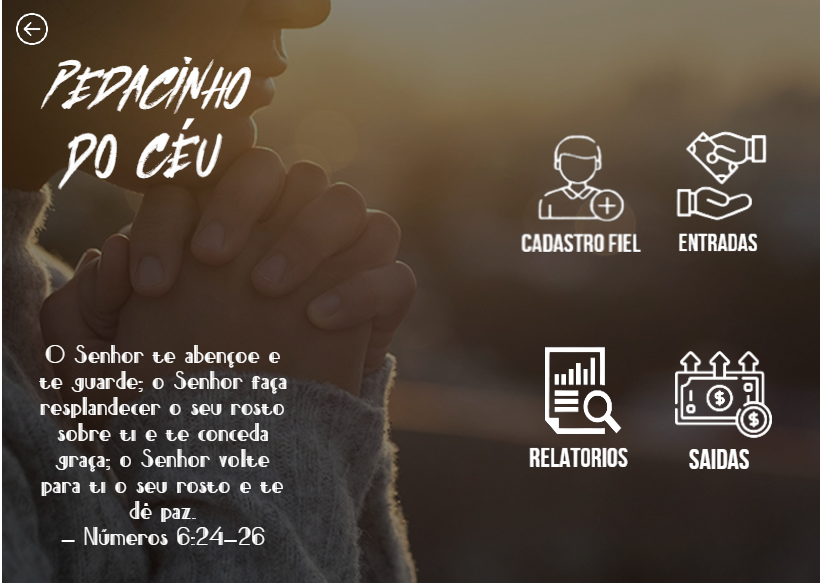 PEDACINHO
DO CÉU
CADASTRO FIEL
ENTRADAS
O Senhor te abençoe e
te guarde; o Senhor faça
resplandecer o seu rosto
sobre ti e te conceda
graça; o Senhor volte
para ti o seu rosto e te
dê paz.
– Números 6:24-26
RELATORIOS
SAIDAS